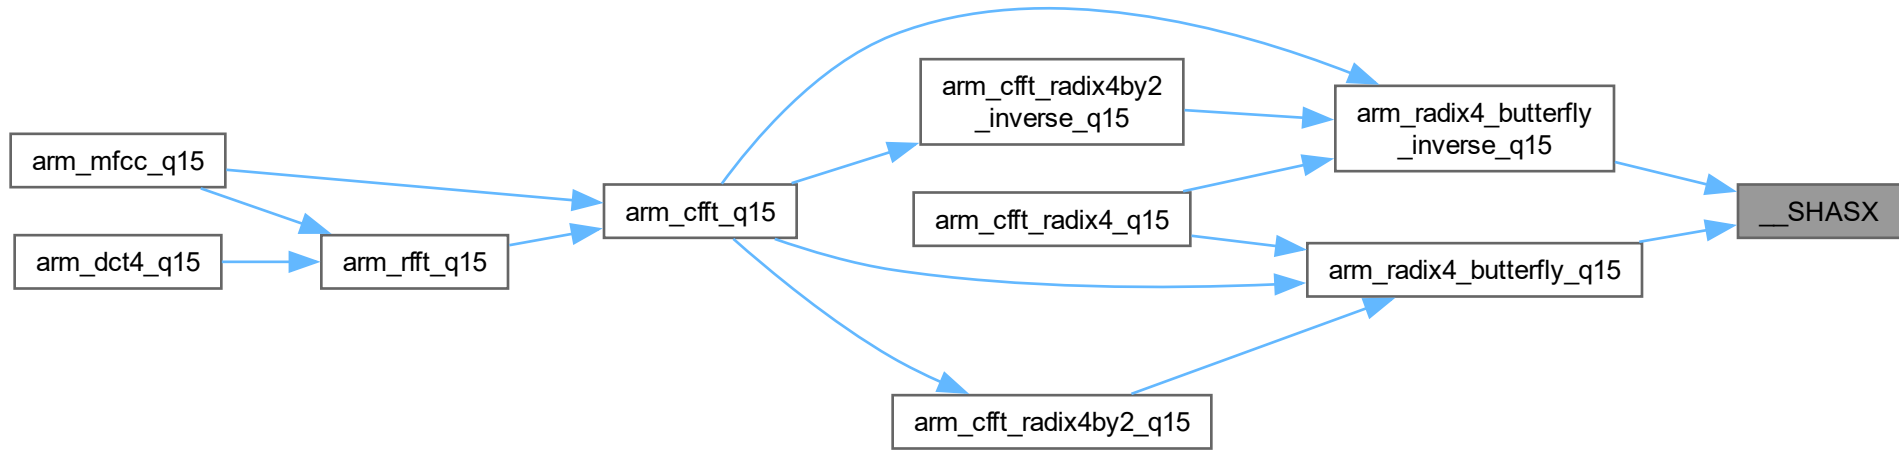 arm_mfcc_q15
arm_dct4_q15
arm_rfft_q15
arm_cfft_q15
arm_cfft_radix4by2
_inverse_q15
arm_cfft_radix4_q15
arm_cfft_radix4by2_q15
arm_radix4_butterfly
_inverse_q15
arm_radix4_butterfly_q15
__SHASX